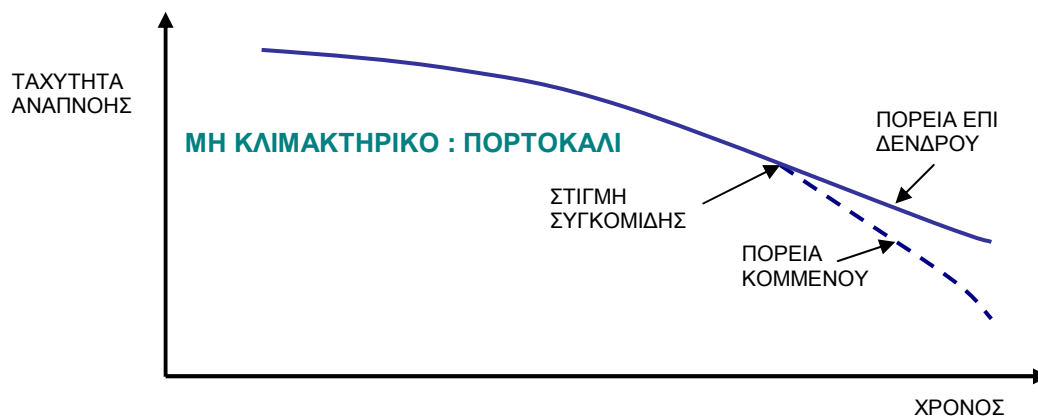 ΤΑΧΥΤΗΤΑ
ΑΝΑΠΝΟΗΣ
ΜΗ ΚΛΙΜΑΚΤΗΡΙΚΟ : ΠΟΡΤΟΚΑΛΙ
ΠΟΡΕΙΑ ΕΠΙ
ΔΕΝΔΡΟΥ
ΣΤΙΓΜΗ
ΣΥΓΚΟΜΙΔΗΣ
ΠΟΡΕΙΑ
ΚΟΜΜΕΝΟΥ
ΧΡΟΝΟΣ